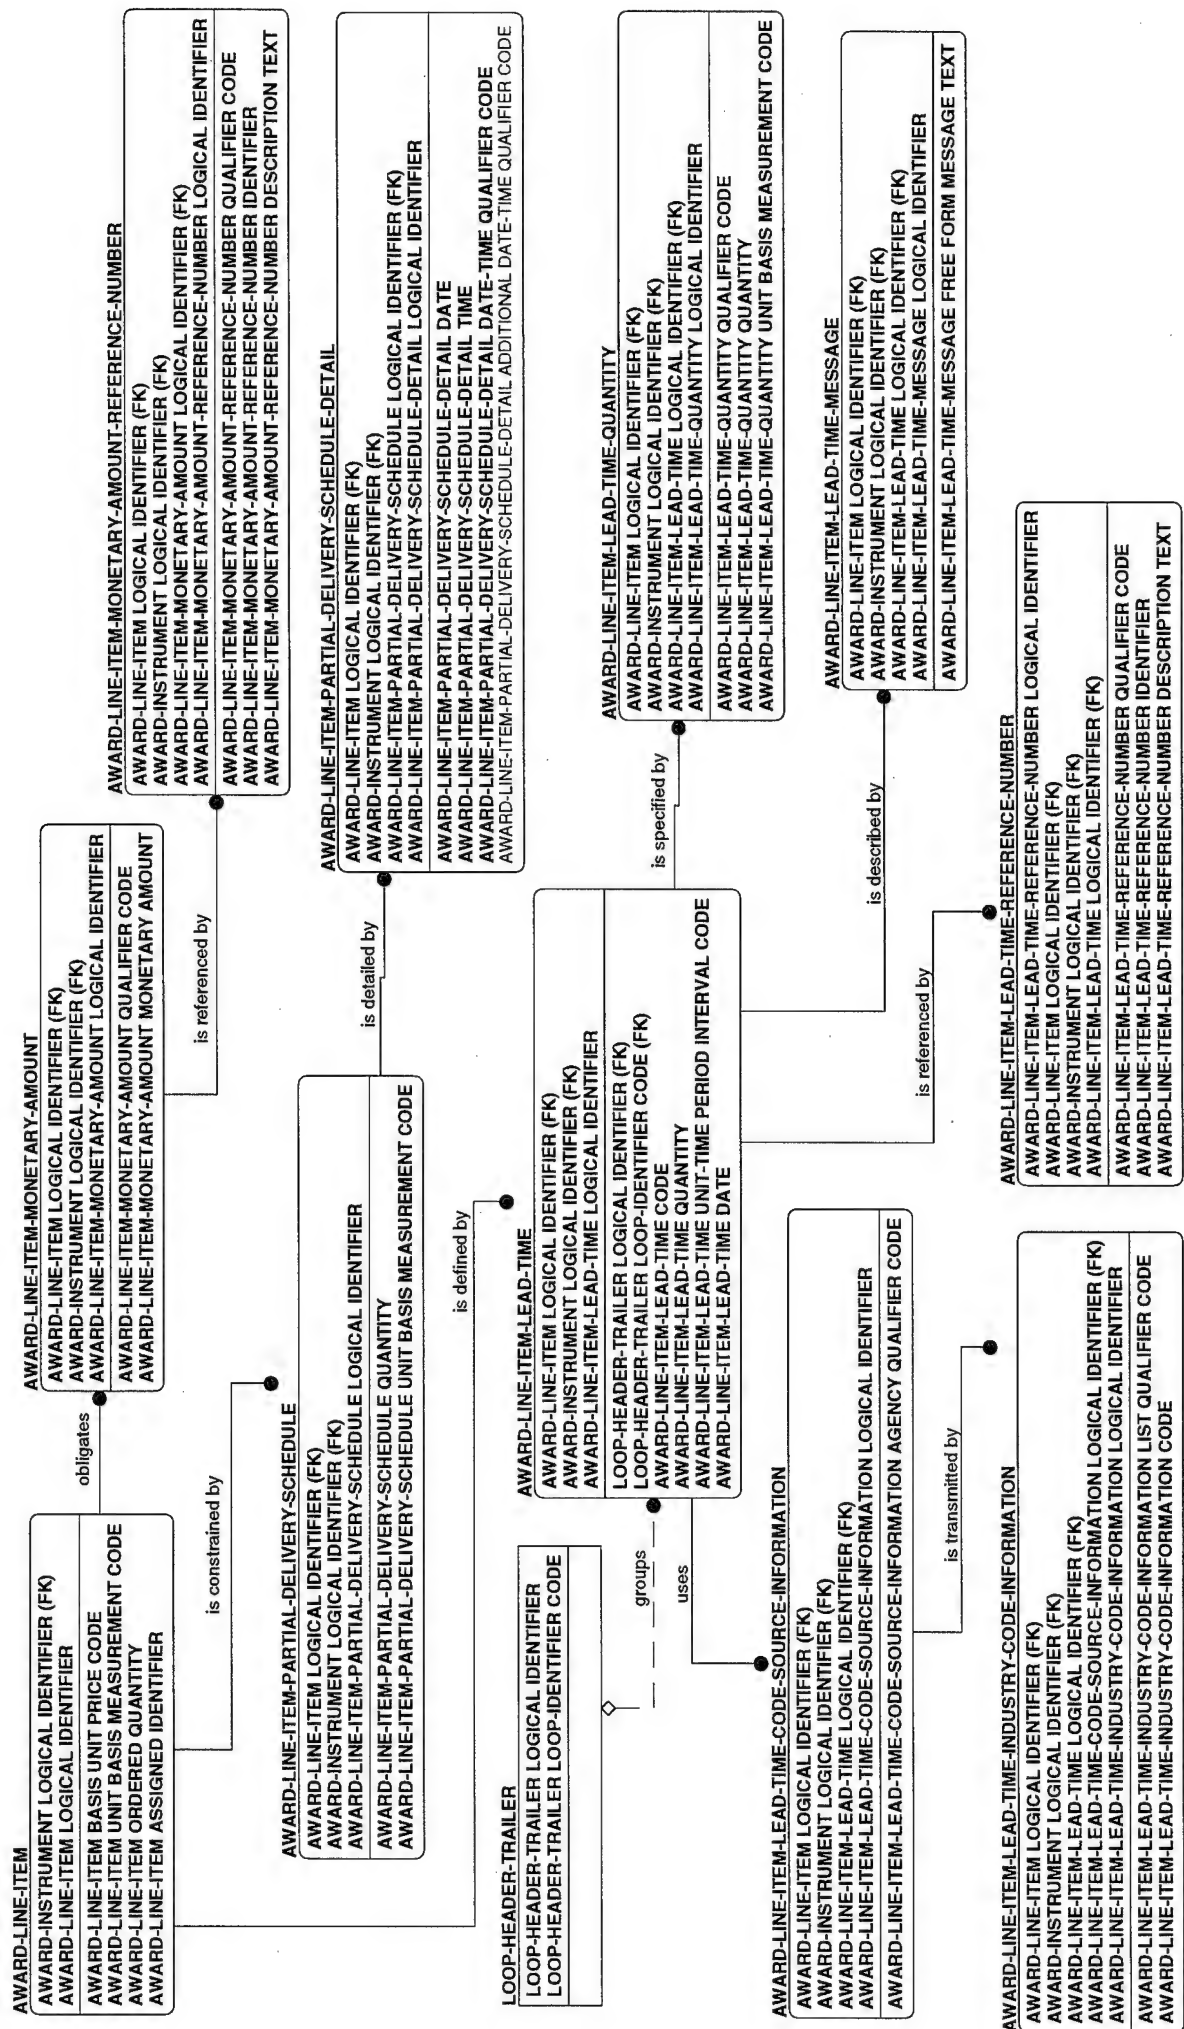 AWARD-LINE-ITEM
AWARD-INSTRUMENT LOGICAL IDENTIFIER (FK)
AWARD-LINE-ITEM LOGICAL IDENTIFIER
AWARD-LINE-ITEM BASIS UNIT PRICE CODE
AWARD-LINE-ITEM UNIT BASIS MEASUREMENT CODE
AWARD-LINE-ITEM ORDERED QUANTITY
AWARD-LINE-ITEM ASSIGNED IDENTIFIER
obligates
AWARD-LINE-ITEM-MONETARY-AMOUNT
AWARD-LINE-ITEM LOGICAL IDENTIFIER (FK)
AWARD-INSTRUMENT LOGICAL IDENTIFIER (FK)
AWARD-LINE-ITEM-MONETARY-AMOUNT LOGICAL IDENTIFIER
AWARD-LINE-ITEM-MONETARY-AMOUNT QUALIFIER CODE
AWARD-LINE-ITEM-MONETARY-AMOUNT MONETARY AMOUNT
is referenced by
AWARD-LINE-ITEM-MONETARY-AMOUNT-REFERENCE-NUMBER
AWARD-LINE-ITEM LOGICAL IDENTIFIER (FK)
AWARD-INSTRUMENT LOGICAL IDENTIFIER (FK)
AWARD-LINE-ITEM-MONETARY-AMOUNT LOGICAL IDENTIFIER (FK)
AWARD-LINE-ITEM-MONETARY-AMOUNT-REFERENCE-NUMBER LOGICAL IDENTIFIER
AWARD-LINE-ITEM-MONETARY-AMOUNT-REFERENCE-NUMBER QUALIFIER CODE
AWARD-LINE-ITEM-MONETARY-AMOUNT-REFERENCE-NUMBER IDENTIFIER
AWARD-LINE-ITEM-MONETARY-AMOUNT-REFERENCE-NUMBER DESCRIPTION TEXT
is constrained by
AWARD-LINE-ITEM-PARTIAL-DELIVERY-SCHEDULE
AWARD-LINE-ITEM LOGICAL IDENTIFIER (FK)
AWARD-INSTRUMENT LOGICAL IDENTIFIER (FK)
AWARD-LINE-ITEM-PARTIAL-DELIVERY-SCHEDULE LOGICAL IDENTIFIER
AWARD-LINE-ITEM-PARTIAL-DELIVERY-SCHEDULE QUANTITY
AWARD-LINE-ITEM-PARTIAL-DELIVERY-SCHEDULE UNIT BASIS MEASUREMENT CODE
is detailed by
AWARD-LINE-ITEM-PARTIAL-DELIVERY-SCHEDULE-DETAIL
AWARD-LINE-ITEM LOGICAL IDENTIFIER (FK)
AWARD-INSTRUMENT LOGICAL IDENTIFIER (FK)
AWARD-LINE-ITEM-PARTIAL-DELIVERY-SCHEDULE LOGICAL IDENTIFIER (FK)
AWARD-LINE-ITEM-PARTIAL-DELIVERY-SCHEDULE-DETAIL LOGICAL IDENTIFIER
AWARD-LINE-ITEM-PARTIAL-DELIVERY-SCHEDULE-DETAIL DATE
AWARD-LINE-ITEM-PARTIAL-DELIVERY-SCHEDULE-DETAIL TIME
AWARD-LINE-ITEM-PARTIAL-DELIVERY-SCHEDULE-DETAIL DATE-TIME QUALIFIER CODE
AWARD-LINE-ITEM-PARTIAL-DELIVERY-SCHEDULE-DETAIL ADDITIONAL DATE-TIME QUALIFIER CODE
is defined by
LOOP-HEADER-TRAILER
LOOP-HEADER-TRAILER LOGICAL IDENTIFIER
LOOP-HEADER-TRAILER LOOP-IDENTIFIER CODE
groups
uses
AWARD-LINE-ITEM-LEAD-TIME
AWARD-LINE-ITEM LOGICAL IDENTIFIER (FK)
AWARD-INSTRUMENT LOGICAL IDENTIFIER (FK)
AWARD-LINE-ITEM-LEAD-TIME LOGICAL IDENTIFIER
LOOP-HEADER-TRAILER LOGICAL IDENTIFIER (FK)
LOOP-HEADER-TRAILER LOOP-IDENTIFIER CODE (FK)
AWARD-LINE-ITEM-LEAD-TIME CODE
AWARD-LINE-ITEM-LEAD-TIME QUANTITY
AWARD-LINE-ITEM-LEAD-TIME UNIT-TIME PERIOD INTERVAL CODE
AWARD-LINE-ITEM-LEAD-TIME DATE
is specified by
AWARD-LINE-ITEM-LEAD-TIME-QUANTITY
AWARD-LINE-ITEM LOGICAL IDENTIFIER (FK)
AWARD-INSTRUMENT LOGICAL IDENTIFIER (FK)
AWARD-LINE-ITEM-LEAD-TIME LOGICAL IDENTIFIER (FK)
AWARD-LINE-ITEM-LEAD-TIME-QUANTITY LOGICAL IDENTIFIER
AWARD-LINE-ITEM-LEAD-TIME-QUANTITY QUALIFIER CODE
AWARD-LINE-ITEM-LEAD-TIME-QUANTITY QUANTITY
AWARD-LINE-ITEM-LEAD-TIME-QUANTITY UNIT BASIS MEASUREMENT CODE
is described by
AWARD-LINE-ITEM-LEAD-TIME-MESSAGE
AWARD-LINE-ITEM LOGICAL IDENTIFIER (FK)
AWARD-INSTRUMENT LOGICAL IDENTIFIER (FK)
AWARD-LINE-ITEM-LEAD-TIME LOGICAL IDENTIFIER (FK)
AWARD-LINE-ITEM-LEAD-TIME-MESSAGE LOGICAL IDENTIFIER
AWARD-LINE-ITEM-LEAD-TIME-MESSAGE FREE FORM MESSAGE TEXT
AWARD-LINE-ITEM-LEAD-TIME-CODE-SOURCE-INFORMATION
AWARD-LINE-ITEM LOGICAL IDENTIFIER (FK)
AWARD-INSTRUMENT LOGICAL IDENTIFIER (FK)
AWARD-LINE-ITEM-LEAD-TIME LOGICAL IDENTIFIER (FK)
AWARD-LINE-ITEM-LEAD-TIME-CODE-SOURCE-INFORMATION LOGICAL IDENTIFIER
AWARD-LINE-ITEM-LEAD-TIME-CODE-SOURCE-INFORMATION AGENCY QUALIFIER CODE
is referenced by
is transmitted by
AWARD-LINE-ITEM-LEAD-TIME-INDUSTRY-CODE-INFORMATION
AWARD-LINE-ITEM LOGICAL IDENTIFIER (FK)
AWARD-INSTRUMENT LOGICAL IDENTIFIER (FK)
AWARD-LINE-ITEM-LEAD-TIME LOGICAL IDENTIFIER (FK)
AWARD-LINE-ITEM-LEAD-TIME-CODE-SOURCE-INFORMATION LOGICAL IDENTIFIER (FK)
AWARD-LINE-ITEM-LEAD-TIME-INDUSTRY-CODE-INFORMATION LOGICAL IDENTIFIER
AWARD-LINE-ITEM-LEAD-TIME-INDUSTRY-CODE-INFORMATION LIST QUALIFIER CODE
AWARD-LINE-ITEM-LEAD-TIME-INDUSTRY-CODE-INFORMATION CODE
AWARD-LINE-ITEM-LEAD-TIME-REFERENCE-NUMBER
AWARD-LINE-ITEM-LEAD-TIME-REFERENCE-NUMBER LOGICAL IDENTIFIER
AWARD-LINE-ITEM LOGICAL IDENTIFIER (FK)
AWARD-INSTRUMENT LOGICAL IDENTIFIER (FK)
AWARD-LINE-ITEM-LEAD-TIME LOGICAL IDENTIFIER (FK)
AWARD-LINE-ITEM-LEAD-TIME-REFERENCE-NUMBER QUALIFIER CODE
AWARD-LINE-ITEM-LEAD-TIME-REFERENCE-NUMBER IDENTIFIER
AWARD-LINE-ITEM-LEAD-TIME-REFERENCE-NUMBER DESCRIPTION TEXT